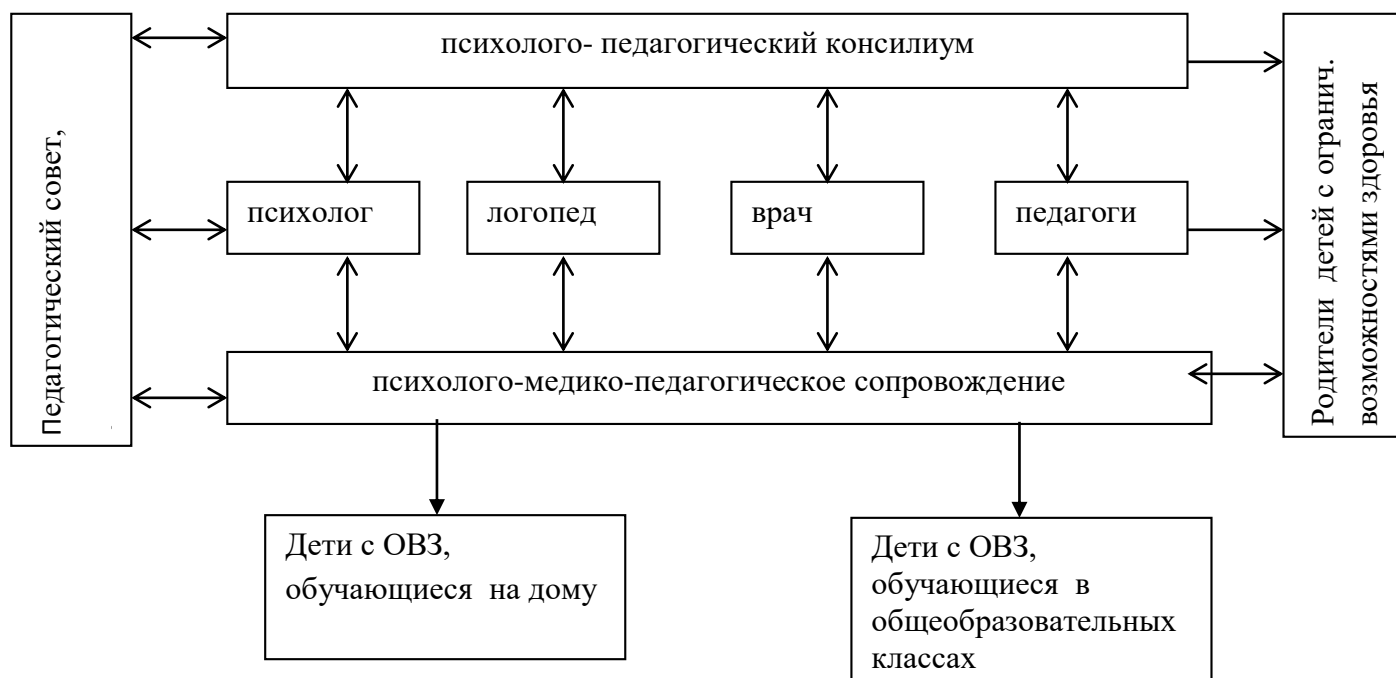 Педагогический совет,
психолого- педагогический консилиум
психолог
логопед
врач
педагоги
психолого-медико-педагогическое сопровождение
Родители  детей с огранич.
возможностями здоровья
Дети с ОВЗ,
обучающиеся  на дому
Дети с ОВЗ,
обучающиеся  в
общеобразовательных
классах